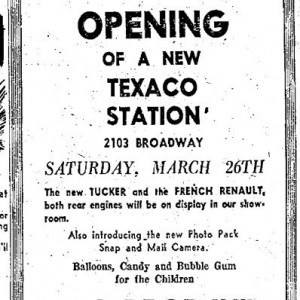 OPENING
OF A NEW
TEXACO
STATION'
2103 BROADWAY
SATURDAY, MARCH 26TH
The new TUCKER and the FRENCH RENAULT,
both rear engines will be on display in our show-
room.
Also introducing the new Photo Pack
Snap and Mail Camera.
Balloons, Candy and Bubble Gum
for the Children